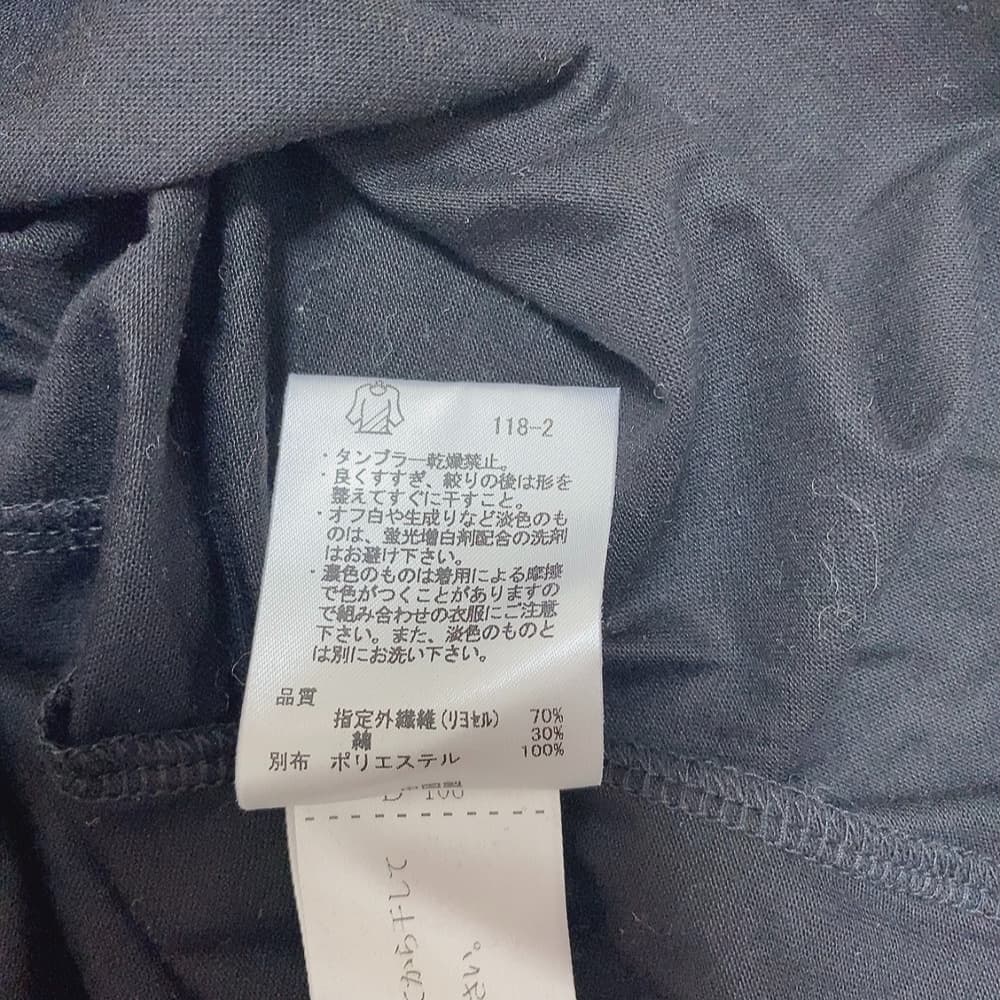 118-2
・タンブラー乾燥禁止。
・良くすすぎ、絞りの後は形を
整えてすぐに干すこと。
・オフ白や生成りなど淡色のも
のは、蛍光増白剤配合の洗剤
はお避け下さい。
・濃色のものは着用による摩擦
で色がつくことがありますの
で組み合わせの衣服にご注意
下さい。また、淡色のものと
は別にお洗い下さい。
品質
指定外繊維(リヨセル) 70%
綿 30%
別布 ポリエステル 100%